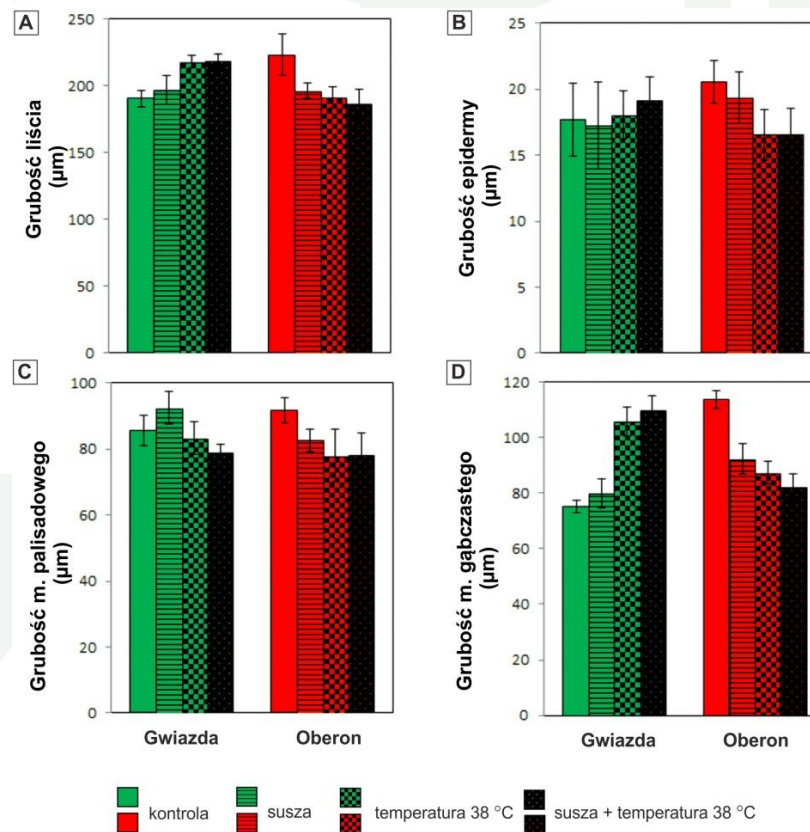 A
Grubość liścia
(µm)
250
200
150
100
50
0
B
Grubość epidermy
(µm)
25
20
15
10
5
0
C
Grubość m. palisadowego
(µm)
100
80
60
40
20
0
Gwiazda Oberon
D
Grubość m. gąbczastego
(µm)
120
100
80
60
40
20
0
Gwiazda Oberon
kontrola susza temperatura 38 °C susza + temperatura 38 °C